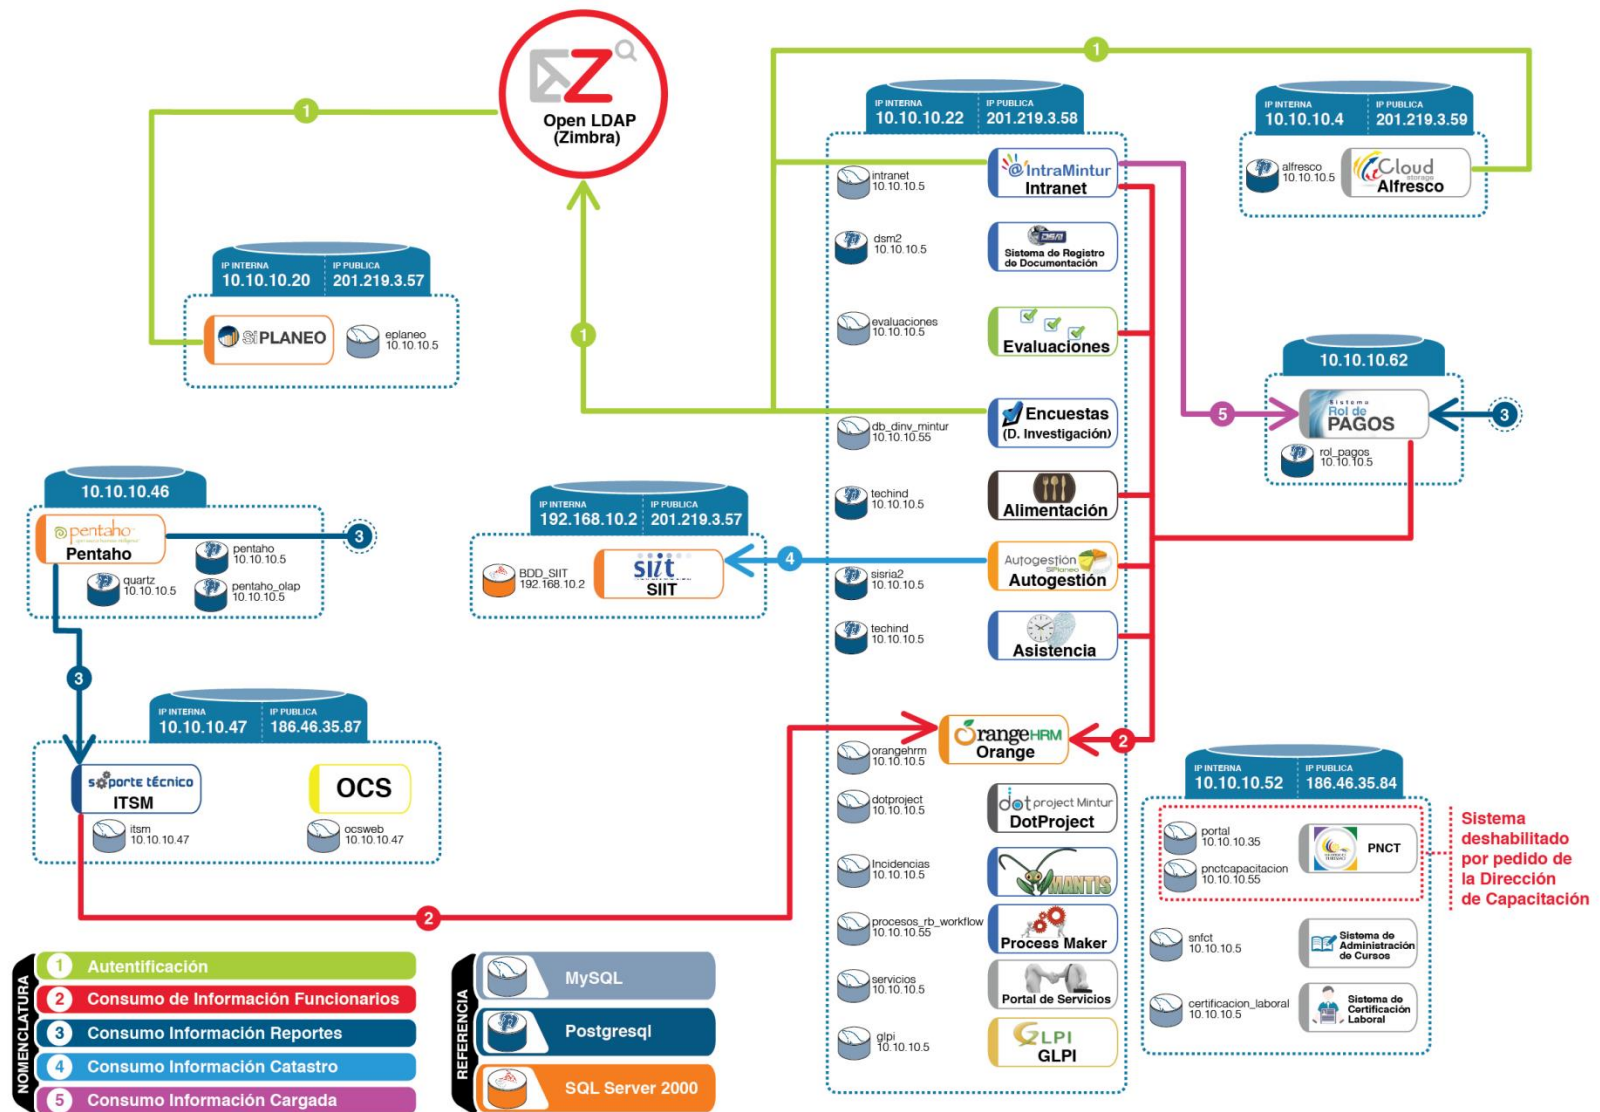 Open LDAP
(Zimbra)
1
1
1
IP INTERNA
10.10.10.20
IP PUBLICA
201.219.3.57
SiPLANEO
eplaneo
10.10.10.5
IP INTERNA
10.10.10.22
IP PUBLICA
201.219.3.58
intranet
10.10.10.5
@IntraMintur
Intranet
dsm2
10.10.10.5
Sistema de Registro
de Documentación
evaluaciones
10.10.10.5
Evaluaciones
db_dinv_mintur
10.10.10.55
Encuestas
(D. Investigación)
techind
10.10.10.5
Alimentación
sisria2
10.10.10.5
Autogestión
SiPlaneo
Autogestión
techind
10.10.10.5
Asistencia
orangehrm
10.10.10.5
OrangeHRM
Orange
2
dotproject
10.10.10.5
dot project Mintur
DotProject
Incidencias
10.10.10.5
MANTIS
procesos_rb_workflow
10.10.10.55
Process Maker
servicios
10.10.10.5
Portal de Servicios
glpi
10.10.10.5
GLPI
GLPI
IP INTERNA
10.10.10.4
IP PUBLICA
201.219.3.59
alfresco
10.10.10.5
Cloud
storage
Alfresco
10.10.10.62
5
Sistema
Rol de
PAGOS
3
rol_pagos
10.10.10.5
10.10.10.46
pentaho
Pentaho
3
pentaho
10.10.10.5
quartz
10.10.10.5
pentaho_olap
10.10.10.5
3
IP INTERNA
192.168.10.2
IP PUBLICA
201.219.3.57
BDD_SIIT
192.168.10.2
siit
SIIT
4
IP INTERNA
10.10.10.47
IP PUBLICA
186.46.35.87
soporte técnico
ITSM
itsm
10.10.10.47
OCS
ocsweb
10.10.10.47
2
IP INTERNA
10.10.10.52
IP PUBLICA
186.46.35.84
portal
10.10.10.35
pnctcapacitacion
10.10.10.55
PNCT
Sistema
deshabilitado
por pedido de
la Dirección
de Capacitación
snfct
10.10.10.5
Sistema de
Administración
de Cursos
certificacion_laboral
10.10.10.5
Sistema de
Certificación
Laboral
NOMENCLATURA
1 Autentificación
2 Consumo de Información Funcionarios
3 Consumo Información Reportes
4 Consumo Información Catastro
5 Consumo Información Cargada
REFERENCIA
MySQL
Postgresql
SQL Server 2000